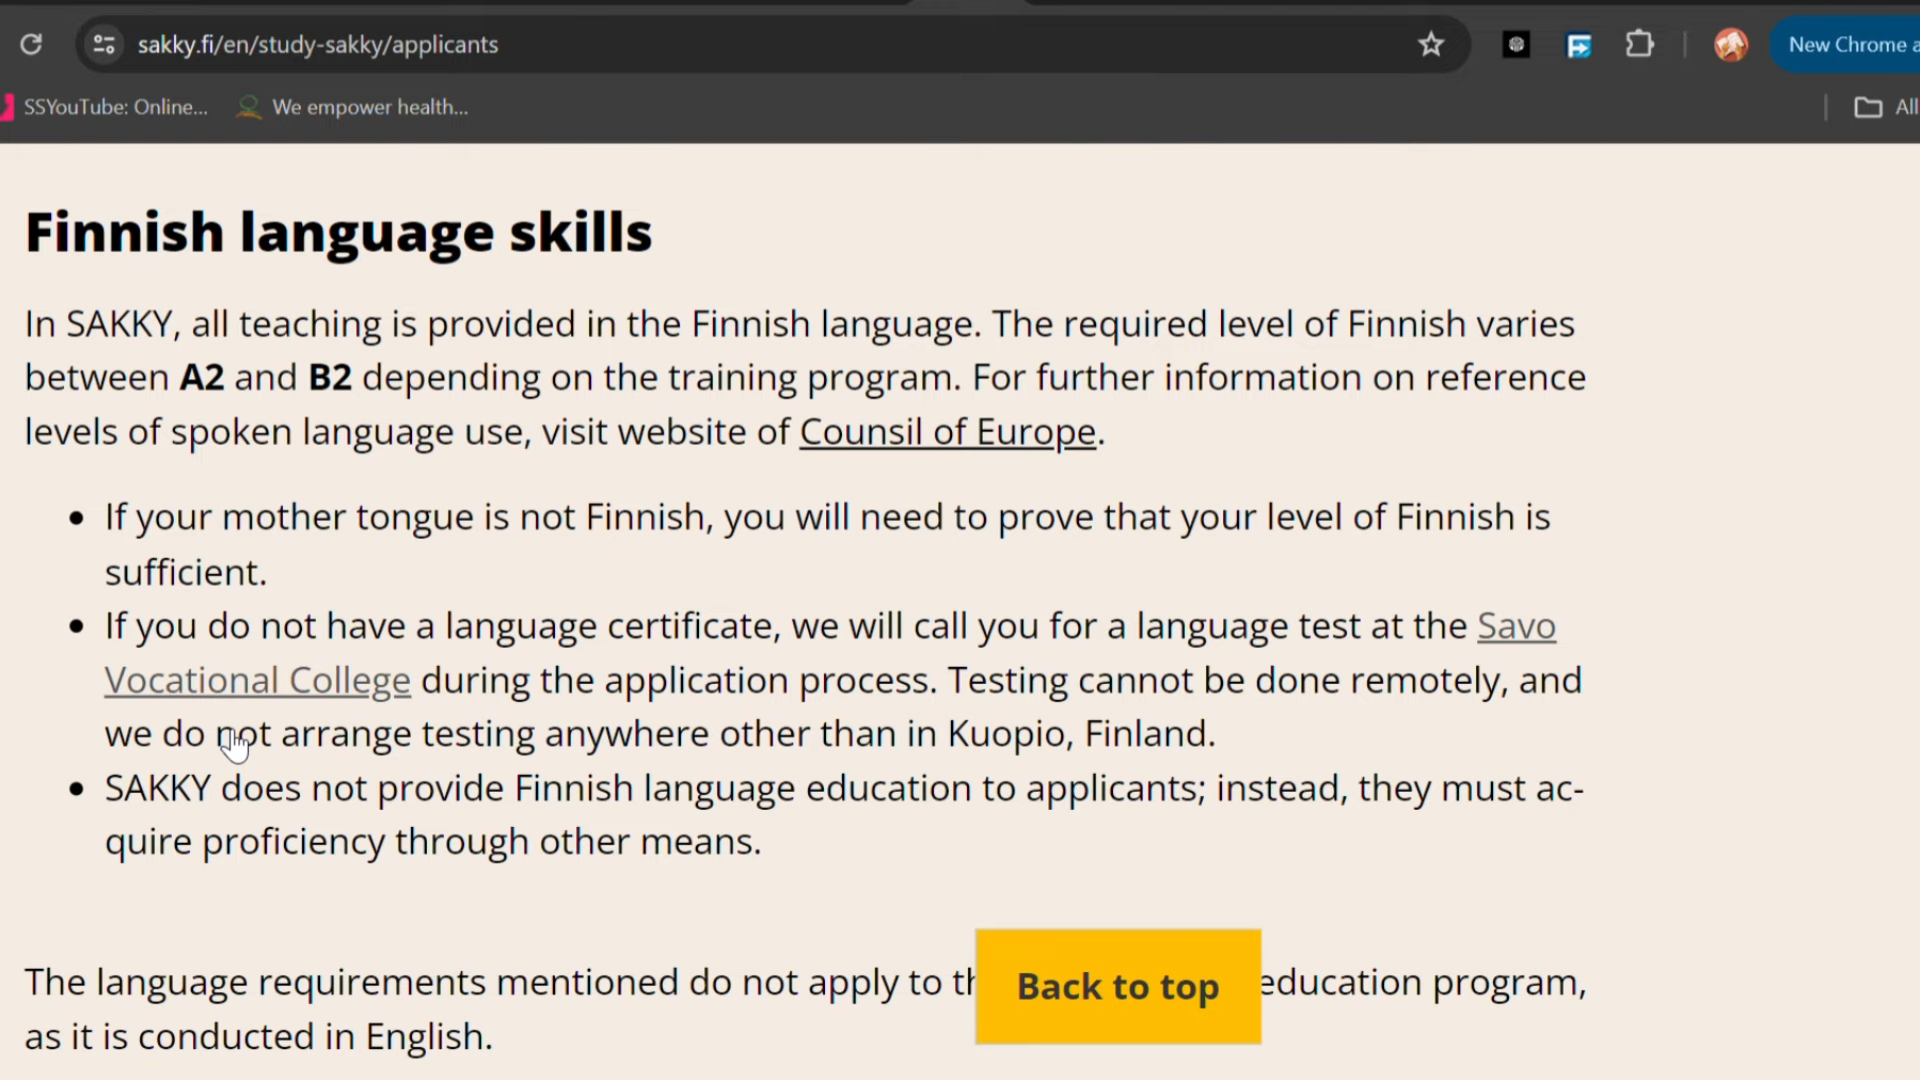 sakky.fi/en/study-sakky/applicants
New Chrome a
SSYouTube: Online...
We empower health...
All
Finnish language skills
In SAKKY, all teaching is provided in the Finnish language. The required level of Finnish varies
between A2 and B2 depending on the training program. For further information on reference
levels of spoken language use, visit website of Counsil of Europe.
If your mother tongue is not Finnish, you will need to prove that your level of Finnish is
sufficient.
If you do not have a language certificate, we will call you for a language test at the Savo
Vocational College during the application process. Testing cannot be done remotely, and
we do not arrange testing anywhere other than in Kuopio, Finland.
SAKKY does not provide Finnish language education to applicants; instead, they must ac-
quire proficiency through other means.
The language requirements mentioned do not apply to education program,
Back to top
as it is conducted in English.